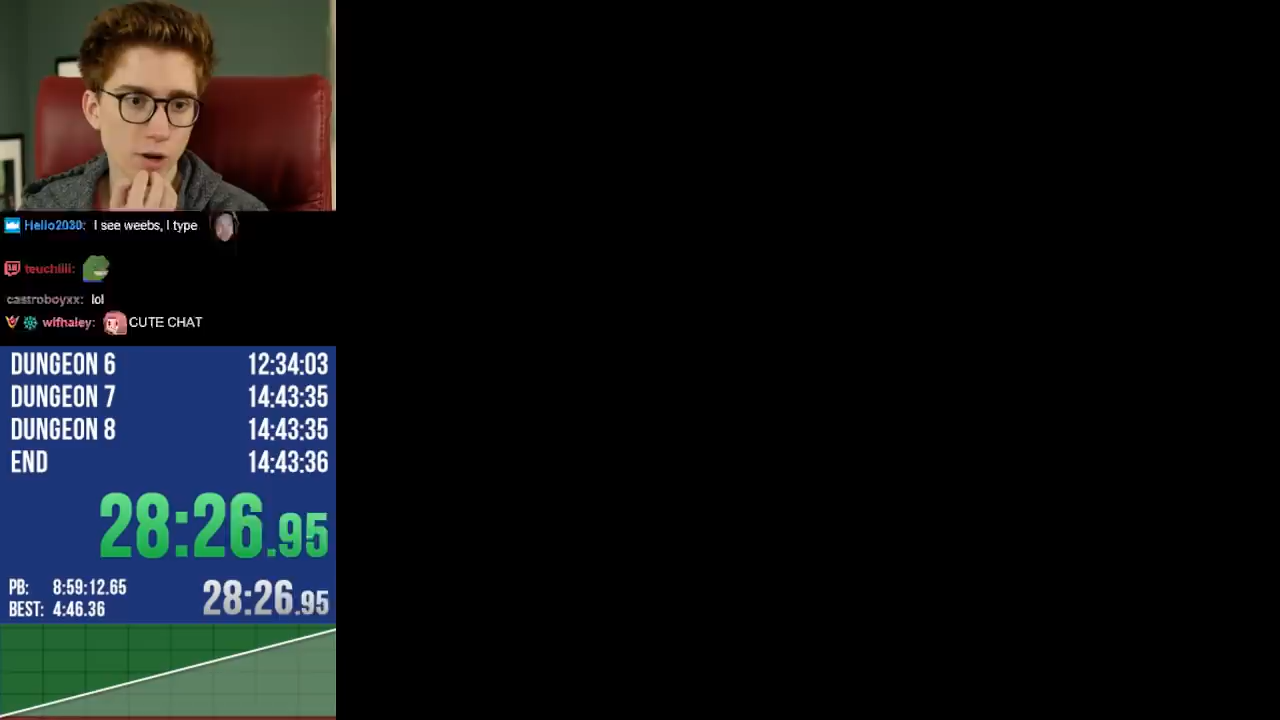 Hello2030: I see weebs, I type
teuchiiii:
castroboyxx: lol
wifhaley: CUTE CHAT
DUNGEON 6 12:34:03
DUNGEON 7 14:43:35
DUNGEON 8 14:43:35
END 14:43:36
28:26.95
PB: 8:59:12.65
BEST: 4:46.36
28:26.95